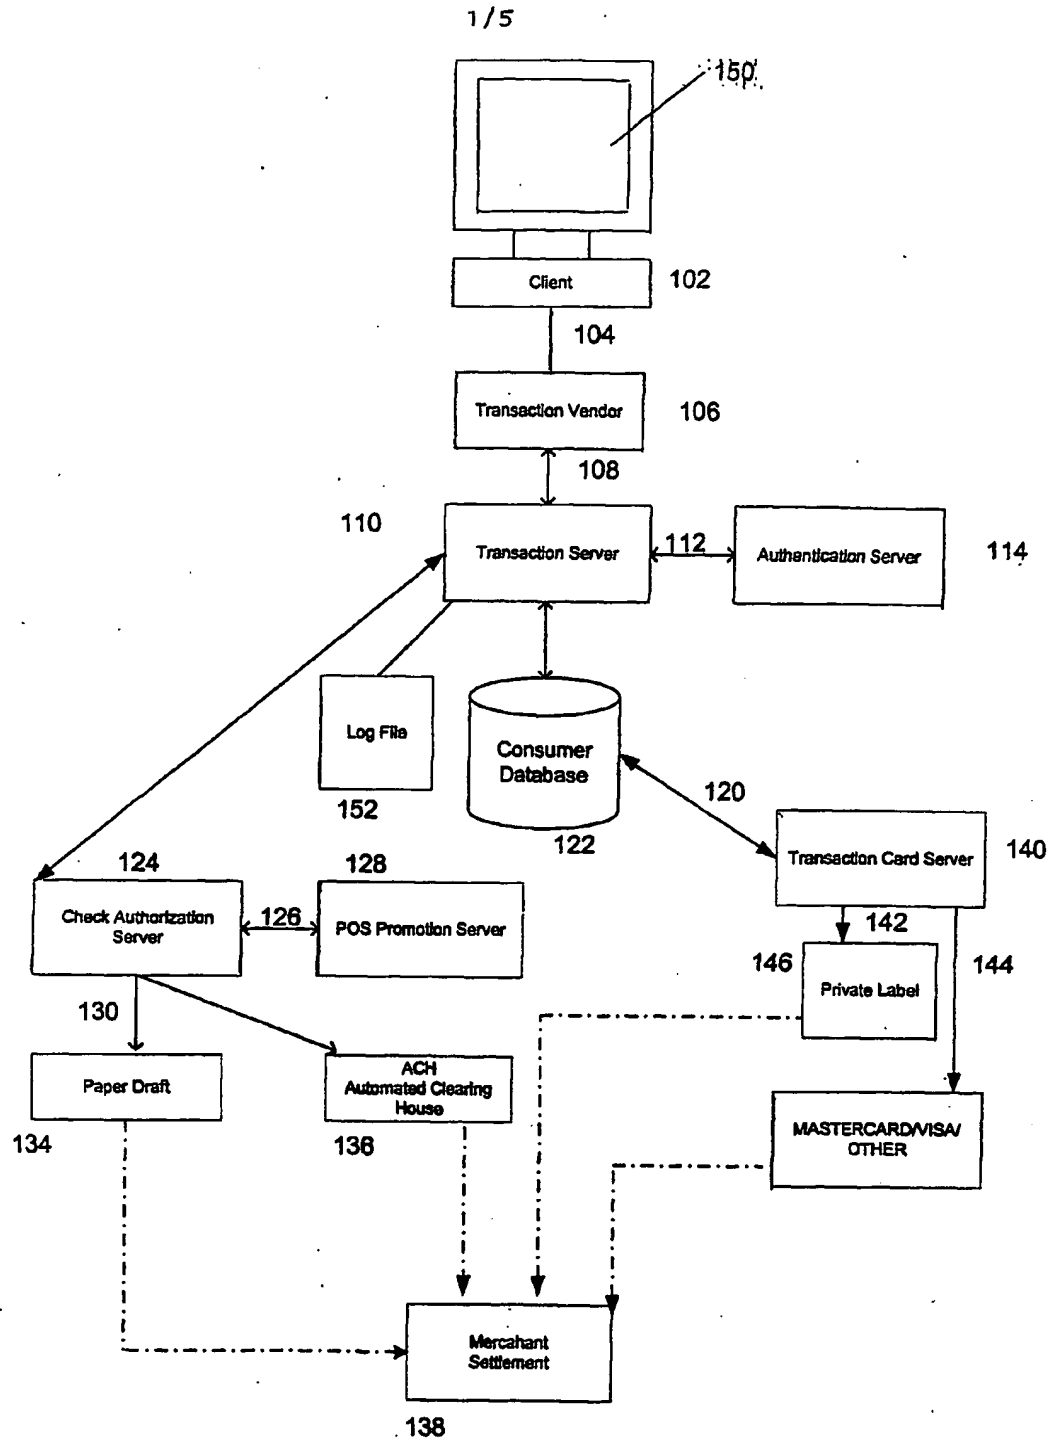 1/5
150
Client
102
104
Transaction Vendor
106
108
110
Transaction Server
112
Authentication Server
114
Log File
152
Consumer
Database
122
120
Transaction Card Server
140
124
Check Authorization
Server
126
128
POS Promotion Server
142
144
146
Private Label
130
Paper Draft
134
ACH
Automated Clearing
House
136
MASTERCARD/VISA/
OTHER
Mercahant
Settlement
138